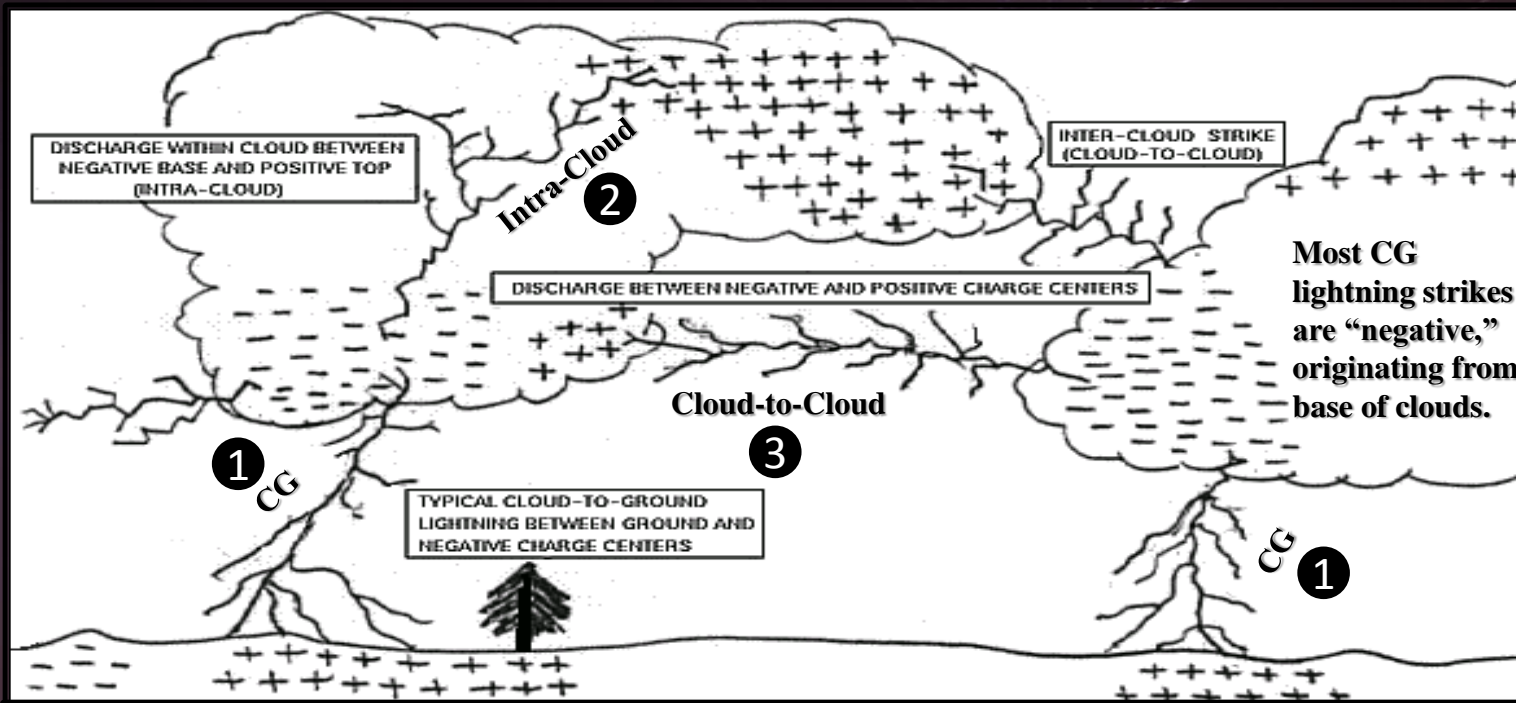 DISCHARGE WITHIN CLOUD BETWEEN
NEGATIVE BASE AND POSITIVE TOP
(INTRA-CLOUD)
Intra-Cloud
2
INTER-CLOUD STRIKE
(CLOUD-TO-CLOUD)
DISCHARGE BETWEEN NEGATIVE AND POSITIVE CHARGE CENTERS
Most CG
lightning strikes
are “negative,”
originating from
base of clouds.
Cloud-to-Cloud
3
1
CG
TYPICAL CLOUD-TO-GROUND
LIGHTNING BETWEEN GROUND AND
NEGATIVE CHARGE CENTERS
CG
1